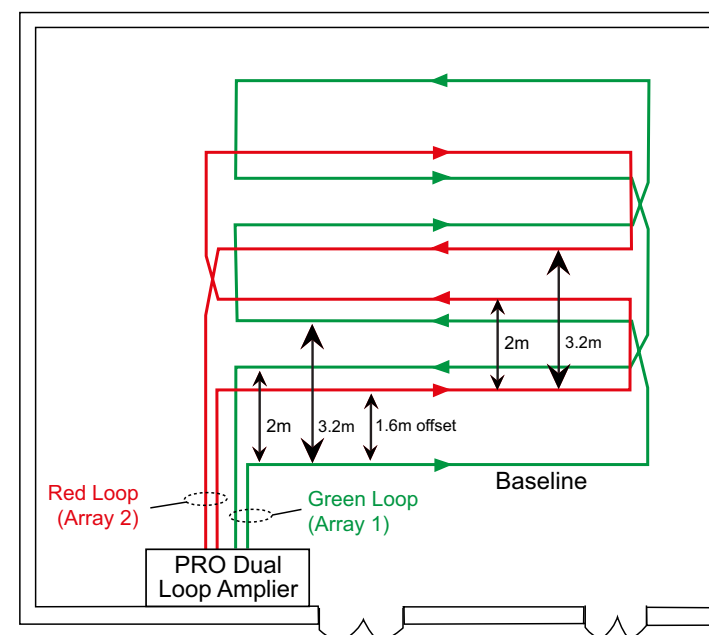 2m
3.2m
2m
3.2m
1.6m offset
Baseline
Red Loop
(Array 2)
Green Loop
(Array 1)
PRO Dual
Loop Amplier